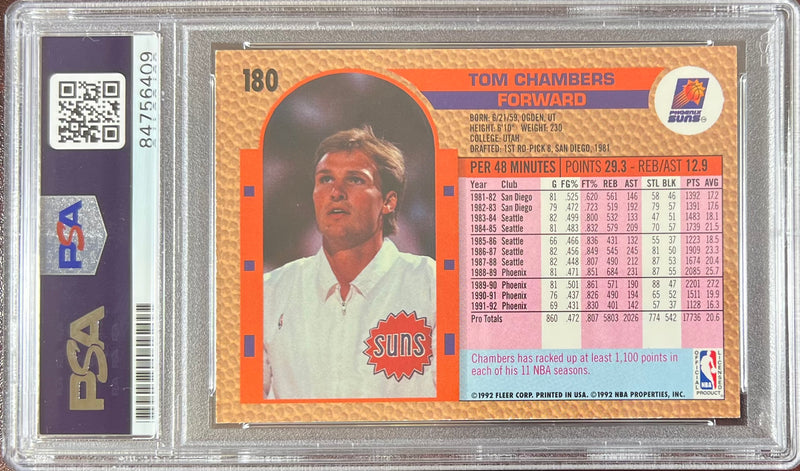 84756409
PSA
PSA
180
TOM CHAMBERS
FORWARD
PHOENIX
SUNS
BORN: 6/21/59, OGDEN, UT
HEIGHT: 6'10" WEIGHT: 230
COLLEGE: UTAH
DRAFTED: 1ST RD-PICK 8, SAN DIEGO, 1981
PER 48 MINUTES POINTS 29.3 - REB/AST 12.9
Year Club G FG% FT% REB AST STL BLK PTS AVG
1981-82 San Diego 81 .525 .620 561 146 58 46 1392 17.2
1982-83 San Diego 79 .472 .723 519 192 79 57 1391 17.6
1983-84 Seattle 82 .499 .800 532 133 47 51 1483 18.1
1984-85 Seattle 81 .483 .832 579 209 70 57 1739 21.5
1985-86 Seattle 66 .466 .836 431 132 55 37 1223 18.5
1986-87 Seattle 82 .456 .849 545 245 81 50 1909 23.3
1987-88 Seattle 82 .448 .807 490 212 87 53 1674 20.4
1988-89 Phoenix 81 .471 .851 684 231 87 55 2085 25.7
1989-90 Phoenix 81 .501 .861 571 190 88 47 2201 27.2
1990-91 Phoenix 76 .437 .826 490 194 65 52 1511 19.9
1991-92 Phoenix 69 .431 .830 401 142 57 37 1128 16.3
Pro Totals 860 .472 .807 5803 2026 774 542 17736 20.6
SUNS
Chambers has racked up at least 1,100 points in
each of his 11 NBA seasons.
OFFICIAL NBA LICENSED
PRODUCT
©1992 FLEER CORP. PRINTED IN USA. ©1992 NBA PROPERTIES, INC.